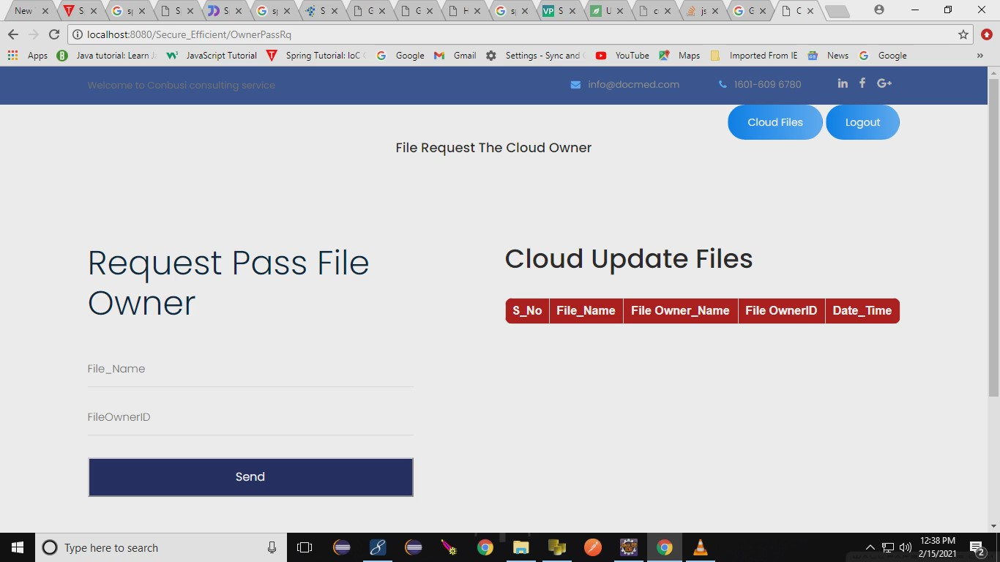 New
S
sp
S
S
sp
S
G
G
H
sp
VP S
U
c
js
G
C
localhost:8080/Secure_Efficient/OwnerPassRq
Apps Java tutorial: Learn Ja JavaScript Tutorial Spring Tutorial: IoC Google Gmail Settings - Sync and YouTube Maps Imported From IE News Google »
Welcome to Conbusi consulting service info@docmed.com 1601-609 6780 in f G+
Cloud Files Logout
File Request The Cloud Owner
Request Pass File
Owner
Cloud Update Files
S_No File_Name File Owner_Name File OwnerID Date_Time
File_Name
FileOwnerID
Send
Type here to search
12:38 PM
2/15/2021
2